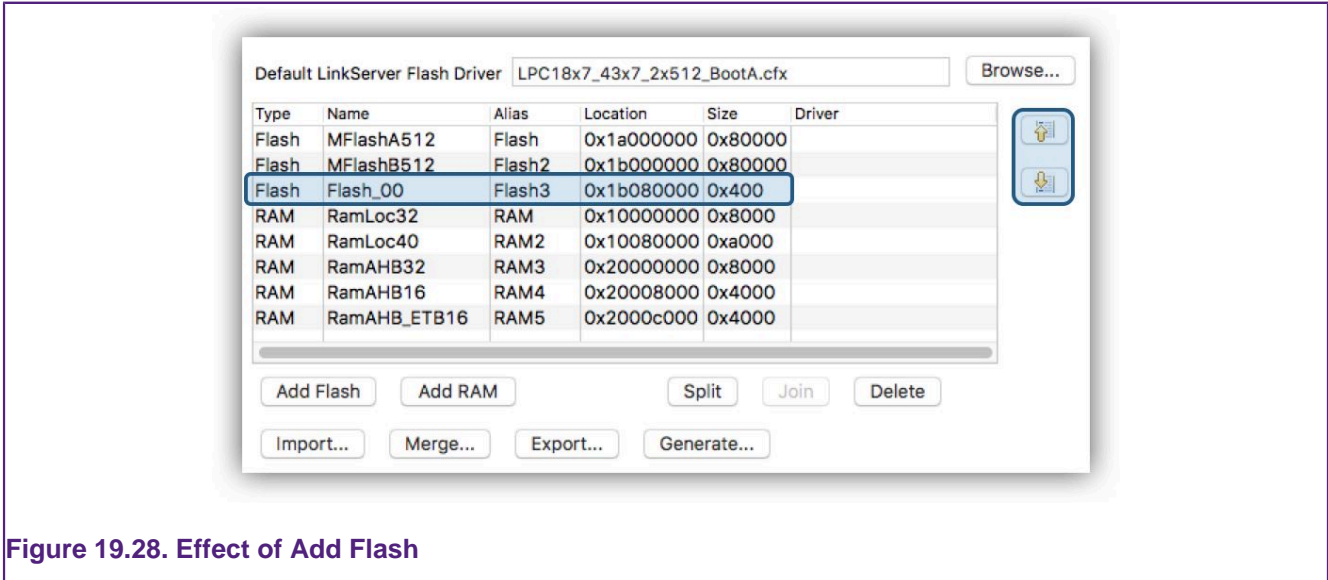 Default LinkServer Flash Driver LPC18x7_43x7_2x512_BootA.cfx Browse...
Type Name Alias Location Size Driver
Flash MFlashA512 Flash 0x1a000000 0x80000
Flash MFlashB512 Flash2 0x1b000000 0x80000
Flash Flash_00 Flash3 0x1b080000 0x400
RAM RamLoc32 RAM 0x10000000 0x8000
RAM RamLoc40 RAM2 0x10080000 0xa000
RAM RamAHB32 RAM3 0x20000000 0x8000
RAM RamAHB16 RAM4 0x20008000 0x4000
RAM RamAHB_ETB16 RAM5 0x2000c000 0x4000
Add Flash Add RAM Split Join Delete
Import... Merge... Export... Generate...
Figure 19.28. Effect of Add Flash